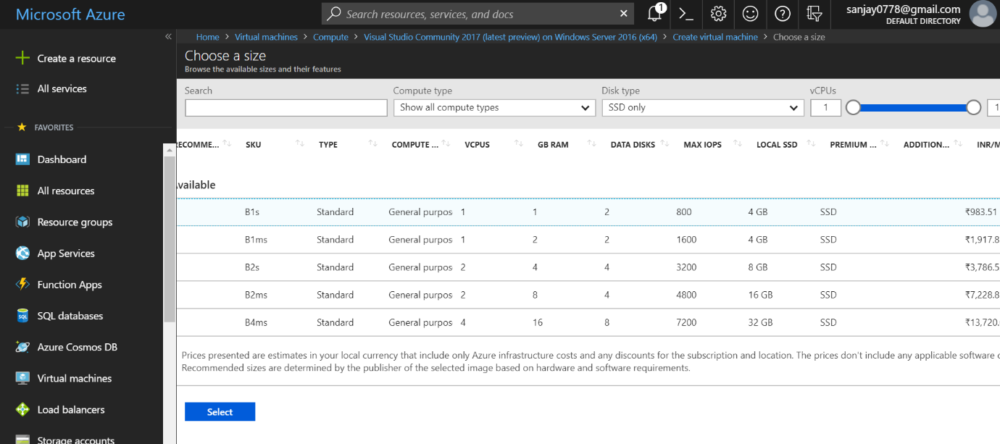 Microsoft Azure
Search resources, services, and docs
1
sanjay0778@gmail.com
DEFAULT DIRECTORY
Home > Virtual machines > Compute > Visual Studio Community 2017 (latest preview) on Windows Server 2016 (x64) > Create virtual machine > Choose a size
Choose a size
Browse the available sizes and their features
Create a resource
All services
FAVORITES
Dashboard
All resources
Resource groups
App Services
Function Apps
SQL databases
Azure Cosmos DB
Virtual machines
Load balancers
Storage accounts
Search
Compute type
Disk type
vCPUs
Show all compute types
SSD only
1
1
RECOMME... SKU TYPE COMPUTE ... VCPUS GB RAM DATA DISKS MAX IOPS LOCAL SSD PREMIUM ... ADDITION... INR/M
Available
B1s Standard General purpos 1 1 2 800 4 GB SSD ₹983.51
B1ms Standard General purpos 1 2 2 1600 4 GB SSD ₹1,917.8
B2s Standard General purpos 2 4 4 3200 8 GB SSD ₹3,786.5
B2ms Standard General purpos 2 8 4 4800 16 GB SSD ₹7,228.8
B4ms Standard General purpos 4 16 8 7200 32 GB SSD ₹13,720.
Prices presented are estimates in your local currency that include only Azure infrastructure costs and any discounts for the subscription and location. The prices don't include any applicable software
Recommended sizes are determined by the publisher of the selected image based on hardware and software requirements.
Select